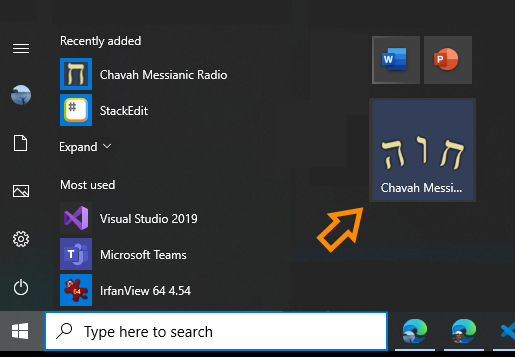 Recently added
ח Chavah Messianic Radio
# StackEdit
Expand
Most used
Visual Studio 2019
T Microsoft Teams
64 IrfanView 64 4.54
Type here to search
W
P
חוה
Chavah Messi...